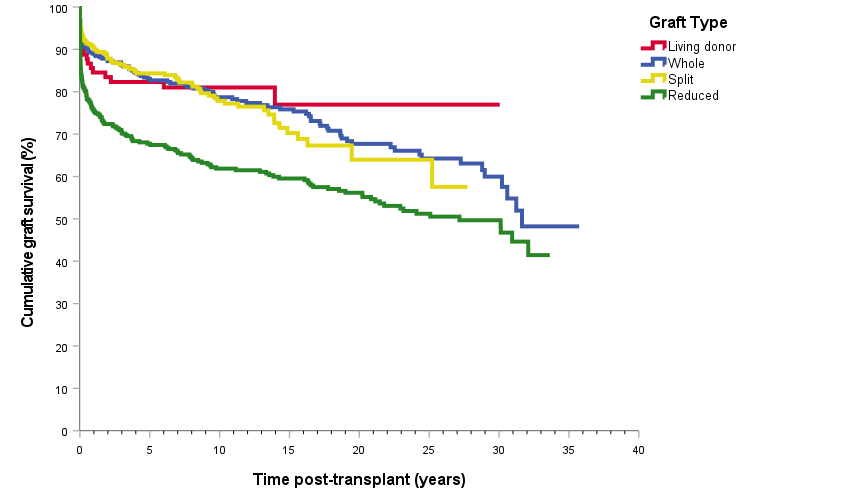 Graft Type
Living donor
Whole
Split
Reduced
Cumulative graft survival (%)
100
90
80
70
60
50
40
30
20
10
0
0 5 10 15 20 25 30 35 40
Time post-transplant (years)